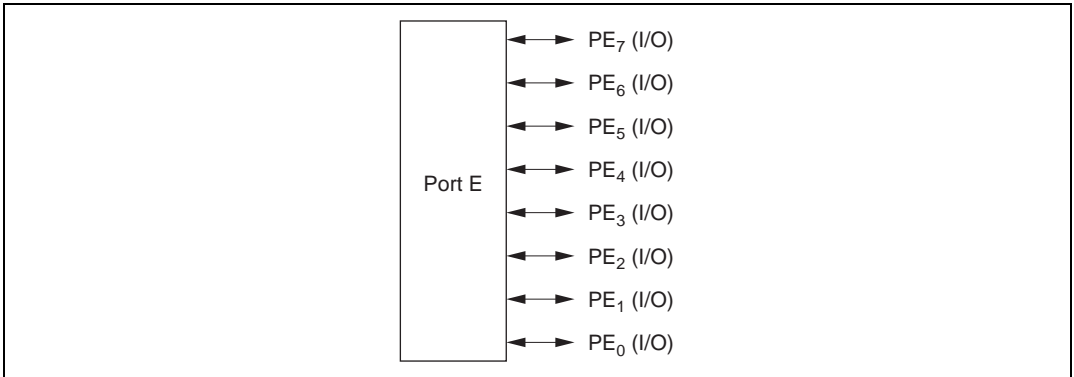 PE₇ (I/O)
PE₆ (I/O)
PE₅ (I/O)
PE₄ (I/O)
Port E
PE₃ (I/O)
PE₂ (I/O)
PE₁ (I/O)
PE₀ (I/O)